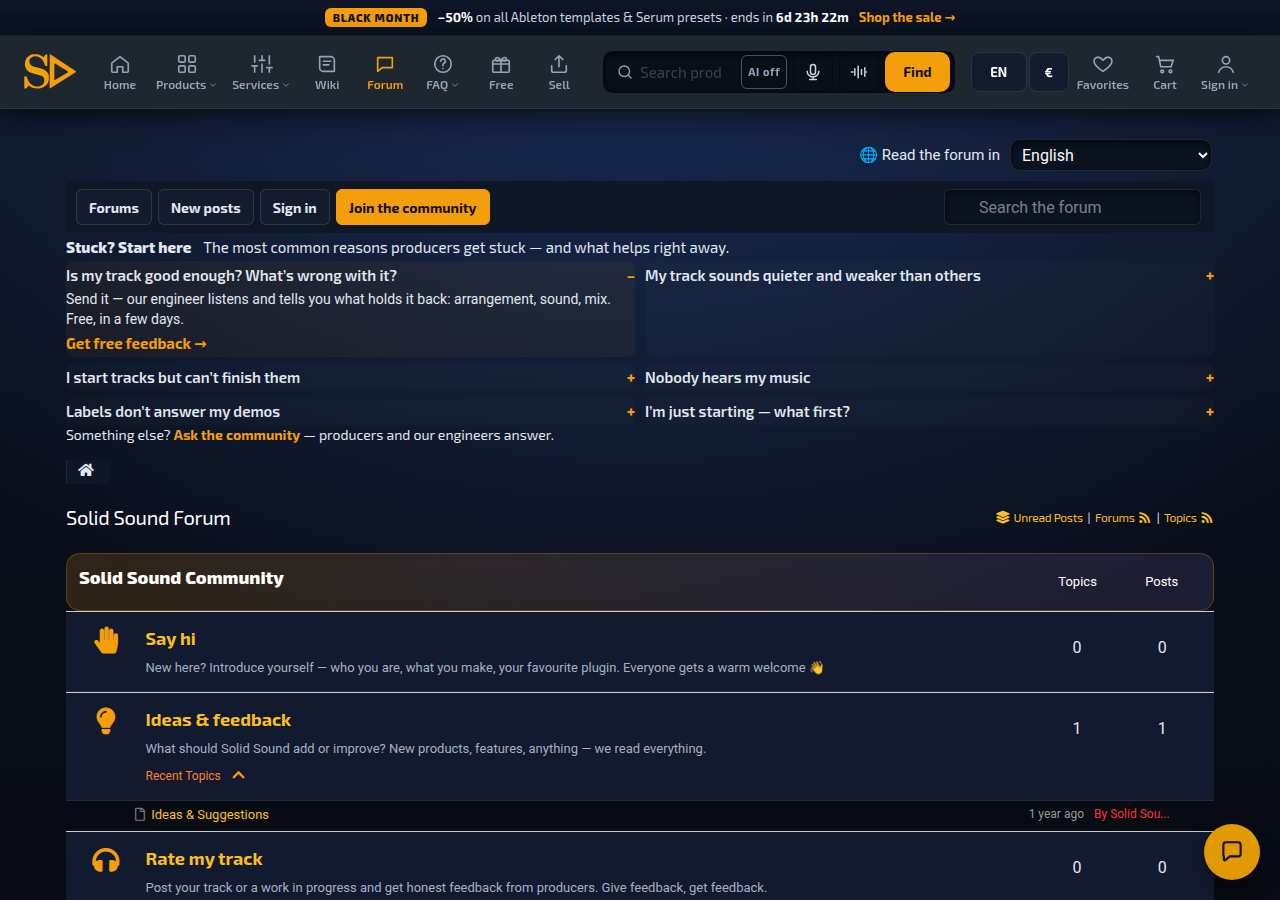 BLACK MONTH −50% on all Ableton templates & Serum presets · ends in 6d 23h 22m Shop the sale →
Home Products Services Wiki Forum FAQ Free Sell
Search prod AI off Find EN € Favorites Cart Sign in
🌐 Read the forum in English
Forums New posts Sign in Join the community Search the forum
Stuck? Start here The most common reasons producers get stuck — and what helps right away.
Is my track good enough? What's wrong with it? –
Send it — our engineer listens and tells you what holds it back: arrangement, sound, mix.
Free, in a few days.
Get free feedback →
My track sounds quieter and weaker than others +
I start tracks but can't finish them +
Nobody hears my music +
Labels don't answer my demos +
I'm just starting — what first? +
Something else? Ask the community — producers and our engineers answer.
Solid Sound Forum
Unread Posts | Forums | Topics
Solid Sound Community Topics Posts
Say hi 0 0
New here? Introduce yourself — who you are, what you make, your favourite plugin. Everyone gets a warm welcome 👋
Ideas & feedback 1 1
What should Solid Sound add or improve? New products, features, anything — we read everything.
Recent Topics
Ideas & Suggestions 1 year ago By Solid Sou...
Rate my track 0 0
Post your track or a work in progress and get honest feedback from producers. Give feedback, get feedback.